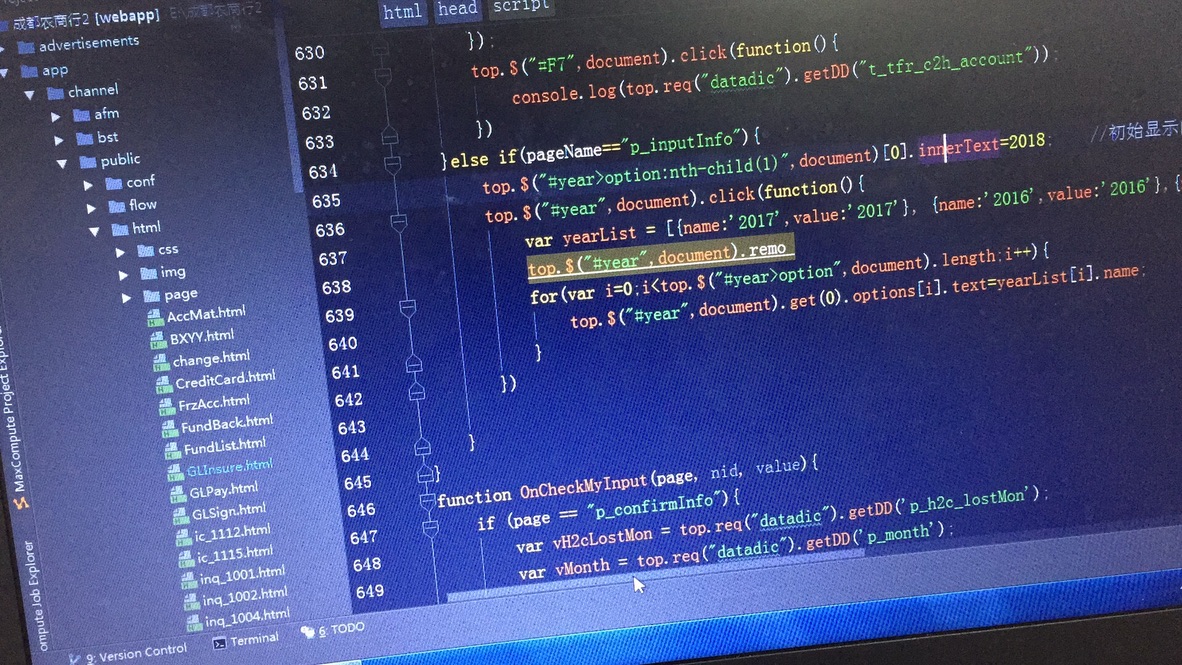 成都农商行2 [webapp] E:\成都农商行2
advertisements
app
channel
afm
bst
public
conf
flow
html
css
img
page
AccMat.html
BXYY.html
change.html
CreditCard.html
FrzAcc.html
FundBack.html
FundList.html
GLInsure.html
GLPay.html
GLSign.html
ic_1112.html
ic_1115.html
inq_1001.html
inq_1002.html
inq_1004.html
MaxCompute Project Explorer
ompute Job Explorer
html head script
630 });
631 top.$("#F7",document).click(function(){
632 console.log(top.req("datadic").getDD("t_tfr_c2h_account"));
633 })
634 }else if(pageName=="p_inputInfo"){
635 top.$("#year>option:nth-child(1)",document)[0].innerText=2018; //初始显示
636 top.$("#year",document).click(function(){
637 var yearList = [{name:'2017',value:'2017'}, {name:'2016',value:'2016'},{
638 top.$("#year",document).remo
639 for(var i=0;i<top.$("#year>option",document).length;i++){
640 top.$("#year",document).get(0).options[i].text=yearList[i].name;
641 }
642 })
643
644 }
645 }
646 function OnCheckMyInput(page, nid, value){
647 if (page == "p_confirmInfo"){
648 var vH2cLostMon = top.req("datadic").getDD('p_h2c_lostMon');
649 var vMonth = top.req("datadic").getDD('p_month');
9: Version Control Terminal 6: TODO